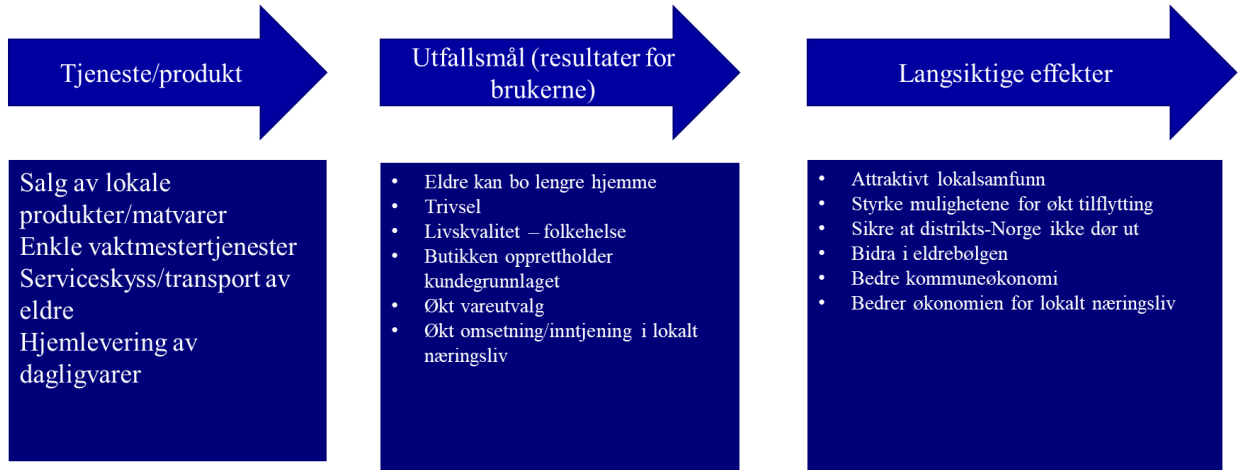 Tjeneste/produkt
Salg av lokale
produkter/matvarer
Enkle vaktmestertjenester
Serviceskyss/transport av
eldre
Hjemlevering av
dagligvarer
Utfallsmål (resultater for
brukerne)
• Eldre kan bo lengre hjemme
• Trivsel
• Livskvalitet – folkehelse
• Butikken opprettholder
kundegrunnlaget
• Økt vareutvalg
• Økt omsetning/inntjening i lokalt
næringsliv
Langsiktige effekter
• Attraktivt lokalsamfunn
• Styrke mulighetene for økt tilflytting
• Sikre at distrikts-Norge ikke dør ut
• Bidra i eldrebølgen
• Bedre kommuneøkonomi
• Bedrer økonomien for lokalt næringsliv